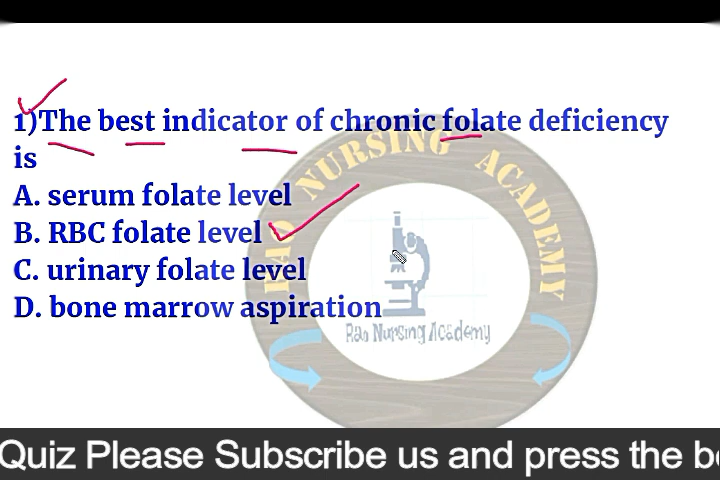 1)The best indicator of chronic folate deficiency
is
A. serum folate level
B. RBC folate level
C. urinary folate level
D. bone marrow aspiration
RAO NURSING ACADEMY
Rao Nursing Academy
Quiz Please Subscribe us and press the be